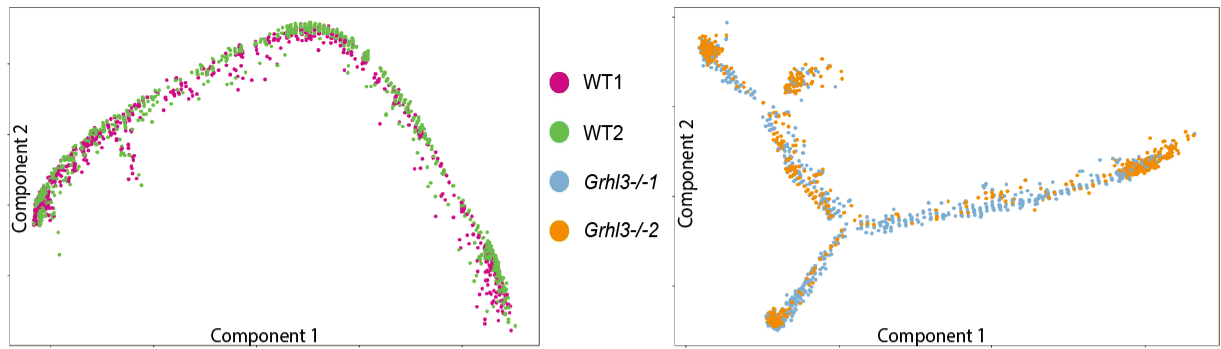 Component 2
Component 1
WT1
WT2
Grhl3-/-1
Grhl3-/-2
Component 2
Component 1